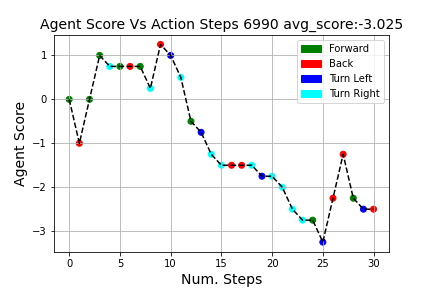 Agent Score Vs Action Steps 6990 avg_score:-3.025
Forward
Back
Turn Left
Turn Right
1
0
−1
−2
−3
Agent Score
0 5 10 15 20 25 30
Num. Steps